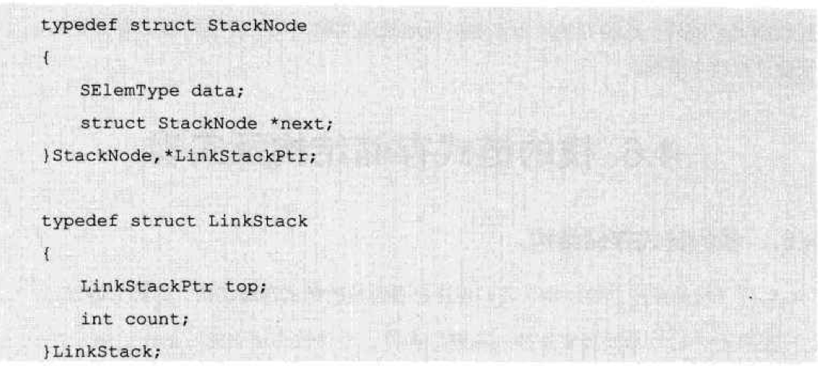 typedef struct StackNode
{
SElemType data;
struct StackNode *next;
}StackNode,*LinkStackPtr;
typedef struct LinkStack
{
LinkStackPtr top;
int count;
}LinkStack;